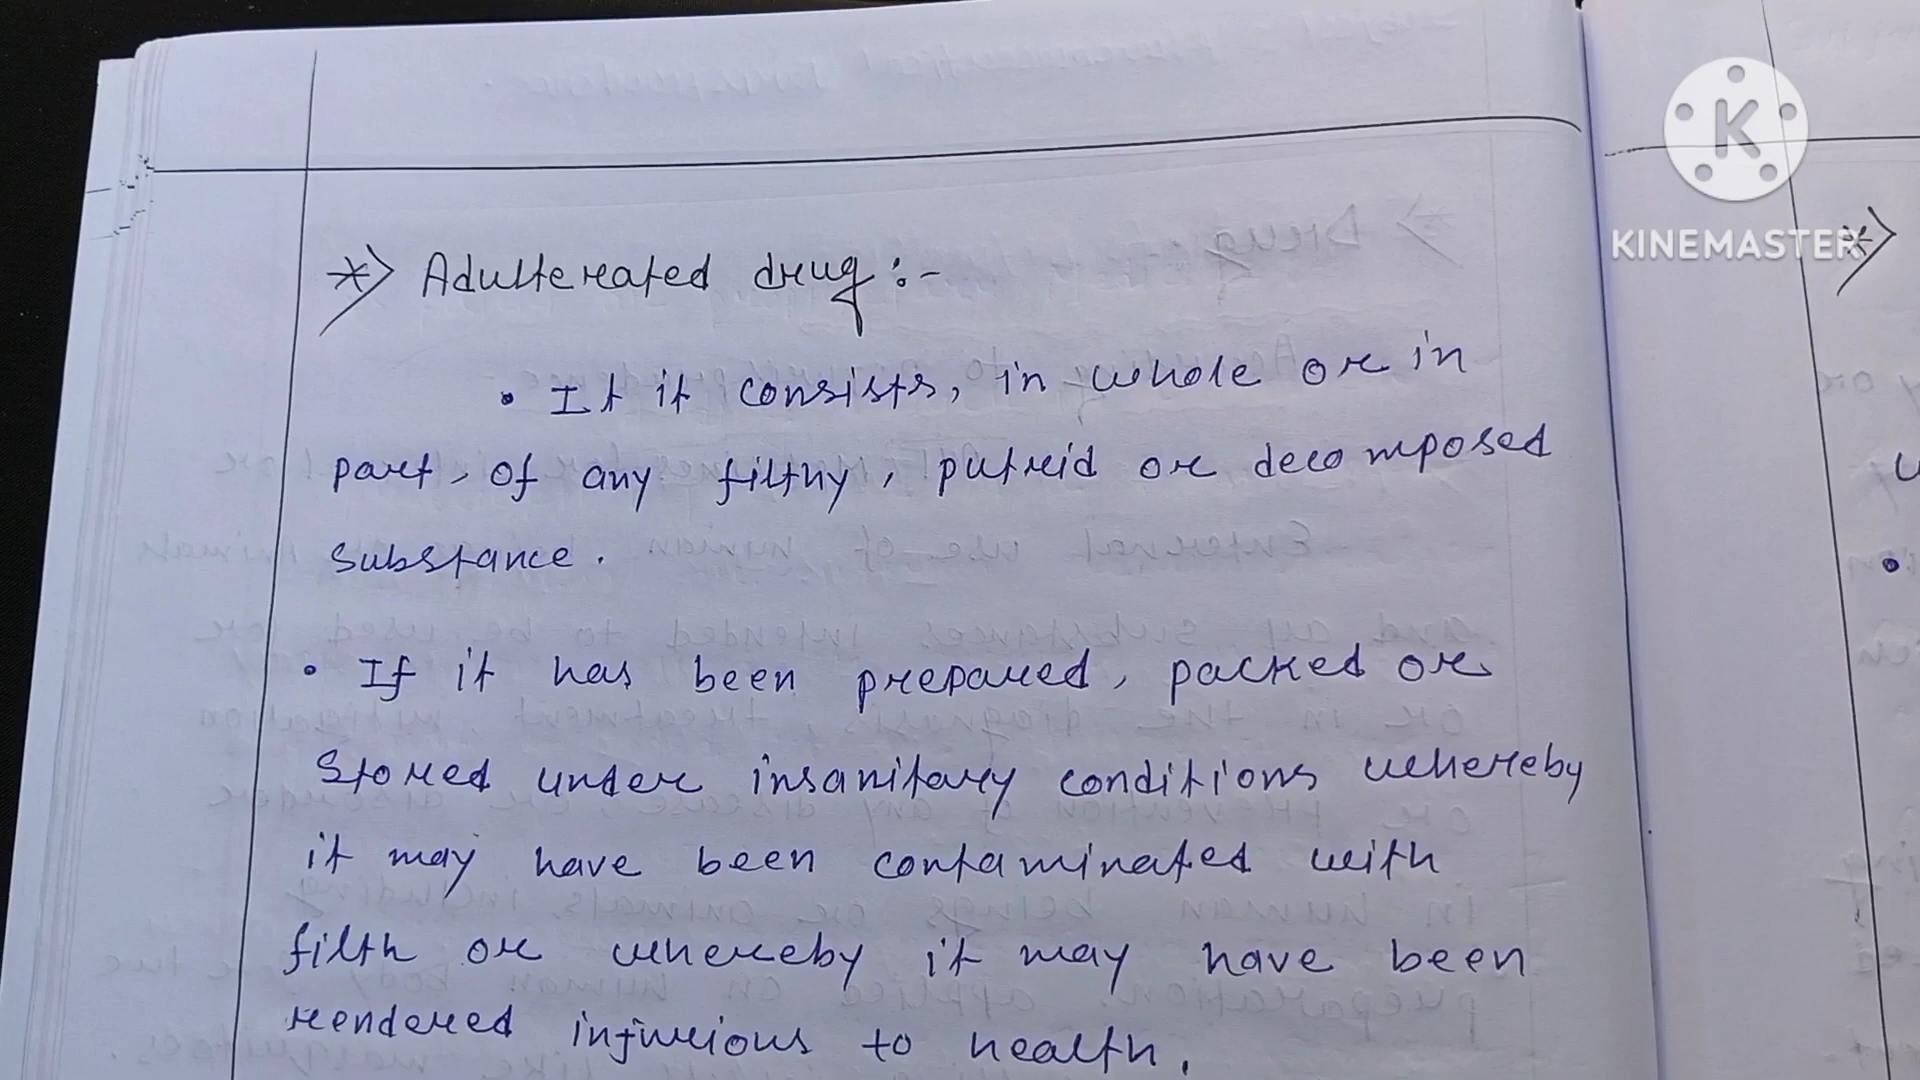 *> Adulterated drug :-
• If it consists, in whole or in
part, of any filthy, putrid or decomposed
substance.
• If it has been prepared, packed or
stored under insanitary conditions whereby
it may have been contaminated with
filth or whereby it may have been
rendered injurious to health.
KINEMASTER